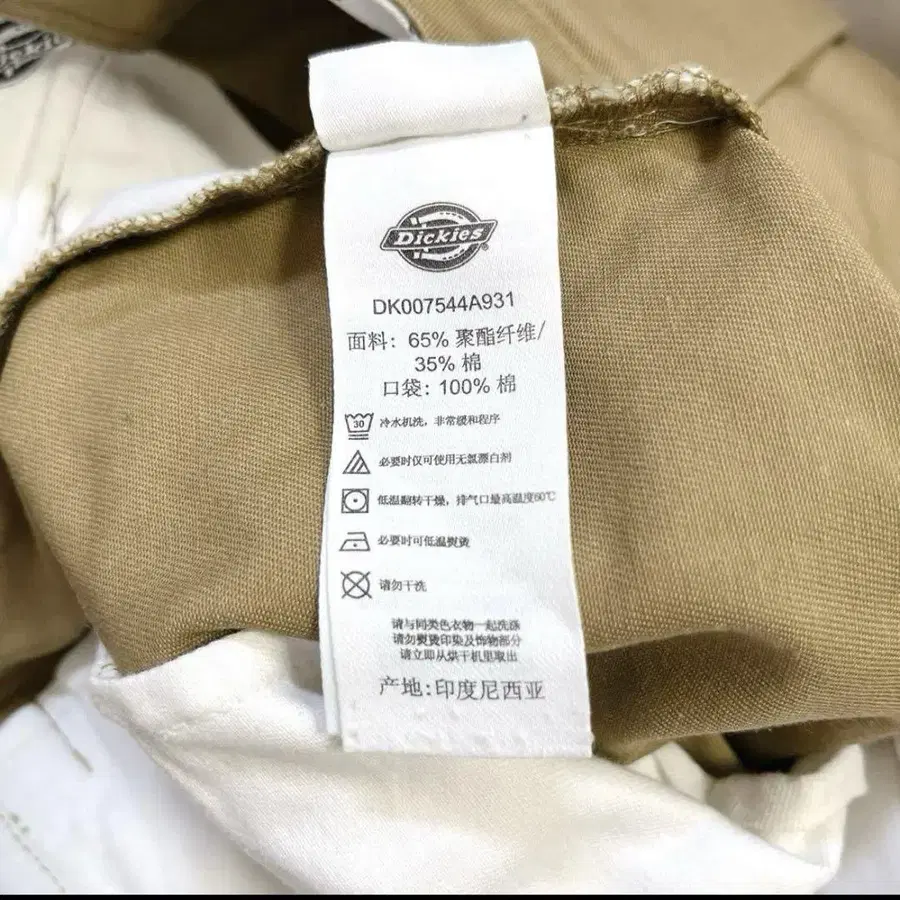 Dickies
DK007544A931
面料: 65% 聚酯纤维/
35% 棉
口袋: 100% 棉
30 冷水机洗，非常缓和程序
必要时仅可使用无氯漂白剂
低温翻转干燥，排气口最高温度60℃
必要时可低温熨烫
请勿干洗
请与同类色衣物一起洗涤
请勿熨烫印染及饰物部分
请立即从烘干机里取出
产地:印度尼西亚